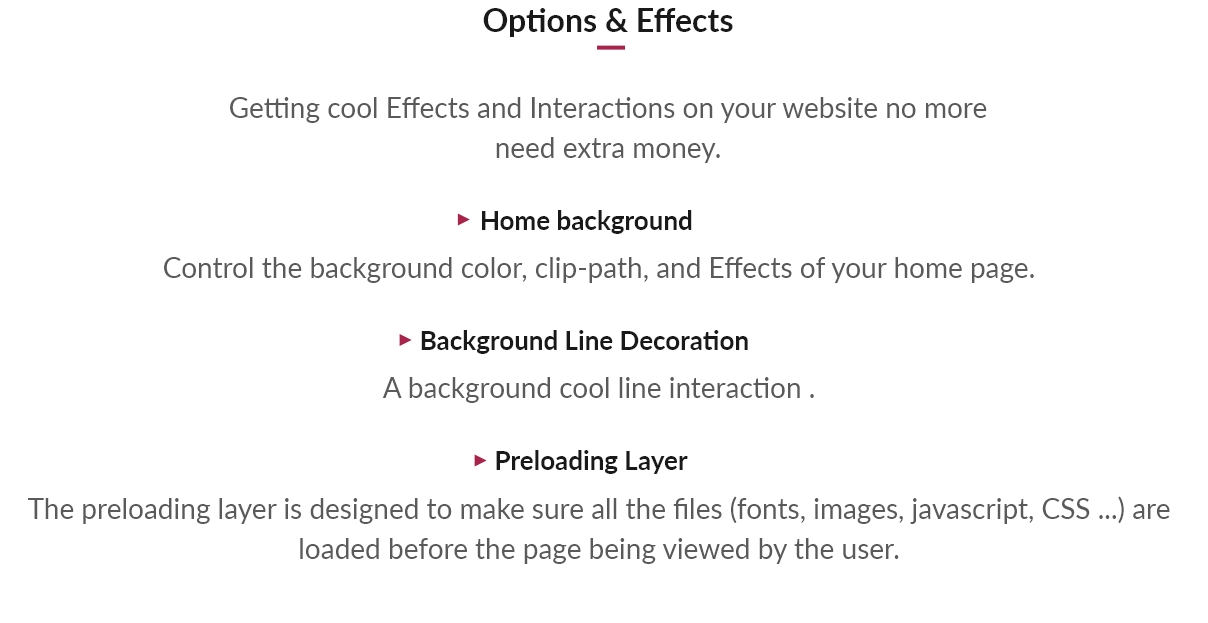 Options & Effects
Getting cool Effects and Interactions on your website no more
need extra money.
► Home background
Control the background color, clip-path, and Effects of your home page.
► Background Line Decoration
A background cool line interaction .
► Preloading Layer
The preloading layer is designed to make sure all the files (fonts, images, javascript, CSS ...) are
loaded before the page being viewed by the user.